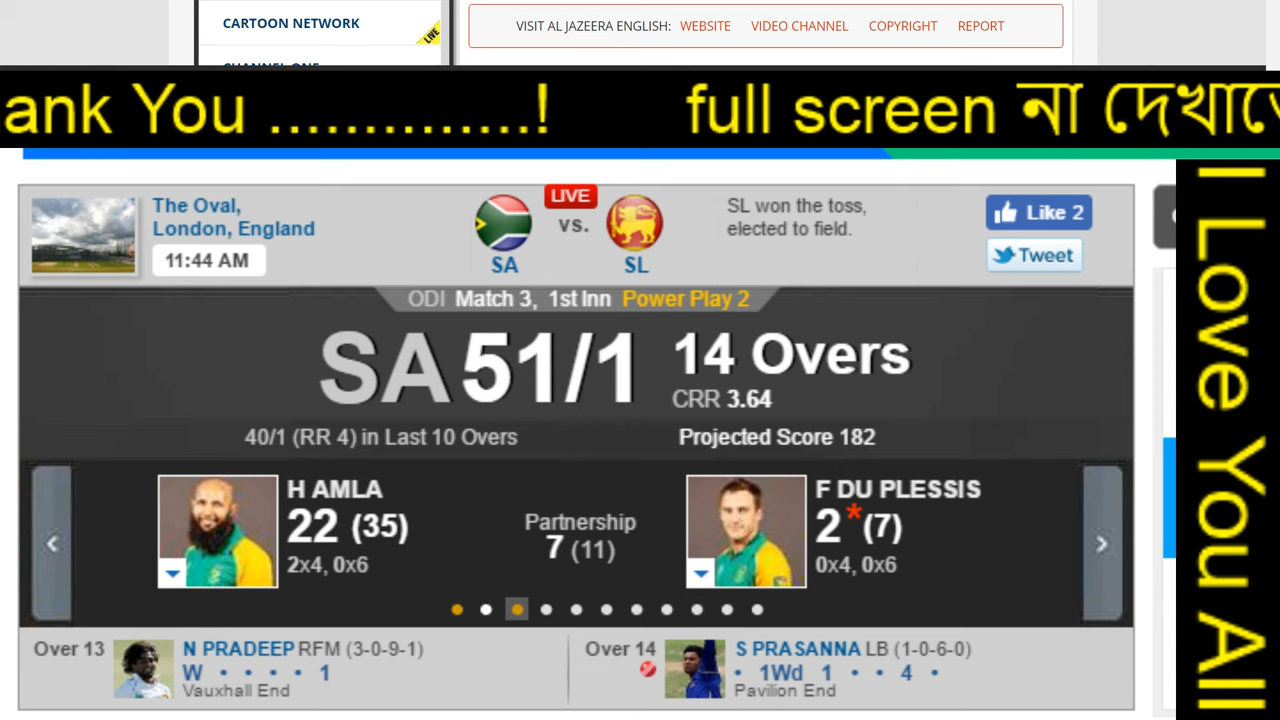 CARTOON NETWORK
LIVE
VISIT AL JAZEERA ENGLISH: WEBSITE VIDEO CHANNEL COPYRIGHT REPORT
ank You ..............! full screen না দেখাতে
The Oval,
London, England
11:44 AM
LIVE
vs.
SA
SL
SL won the toss,
elected to field.
Like 2
Tweet
ODI Match 3, 1st Inn Power Play 2
SA 51/1
14 Overs
CRR 3.64
40/1 (RR 4) in Last 10 Overs
Projected Score 182
H AMLA
22 (35)
2x4, 0x6
Partnership
7 (11)
F DU PLESSIS
2*(7)
0x4, 0x6
Over 13
N PRADEEP RFM (3-0-9-1)
W • • • • 1
Vauxhall End
Over 14
S PRASANNA LB (1-0-6-0)
• 1Wd 1 • • 4 •
Pavilion End
I Love You All